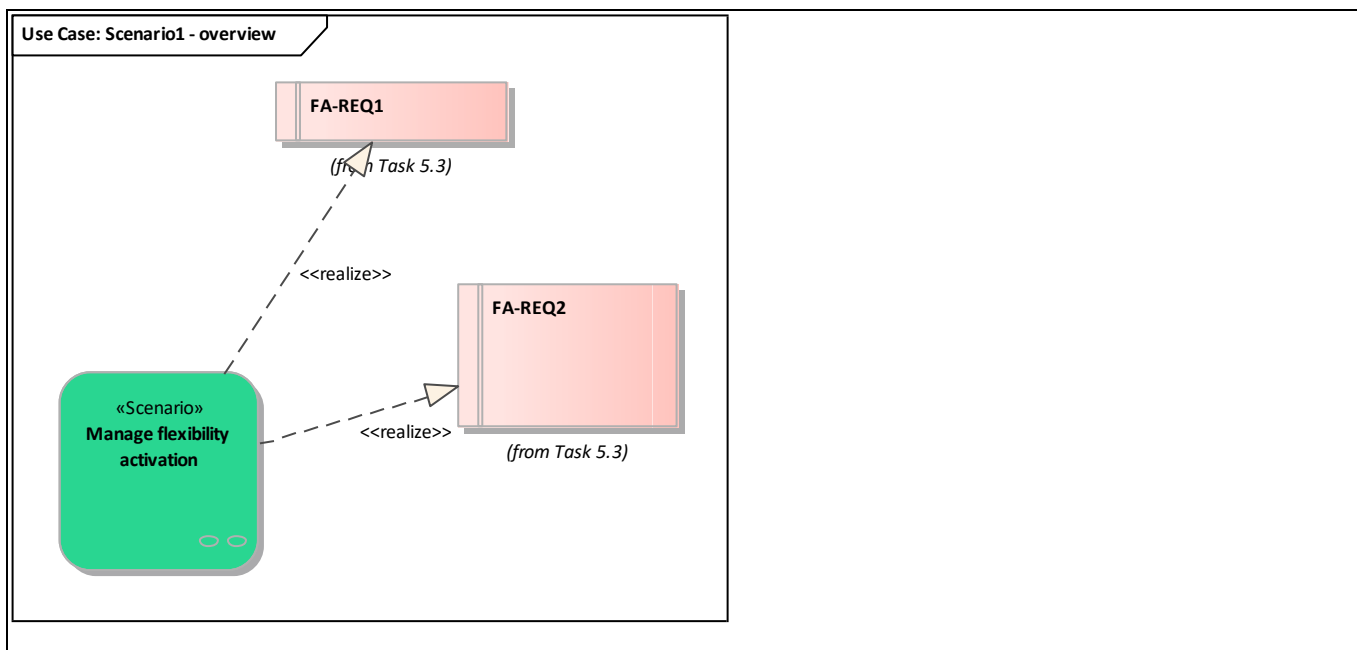 Use Case: Scenario1 - overview
FA-REQ1
(from Task 5.3)
<<realize>>
FA-REQ2
<<realize>>
(from Task 5.3)
«Scenario»
Manage flexibility
activation